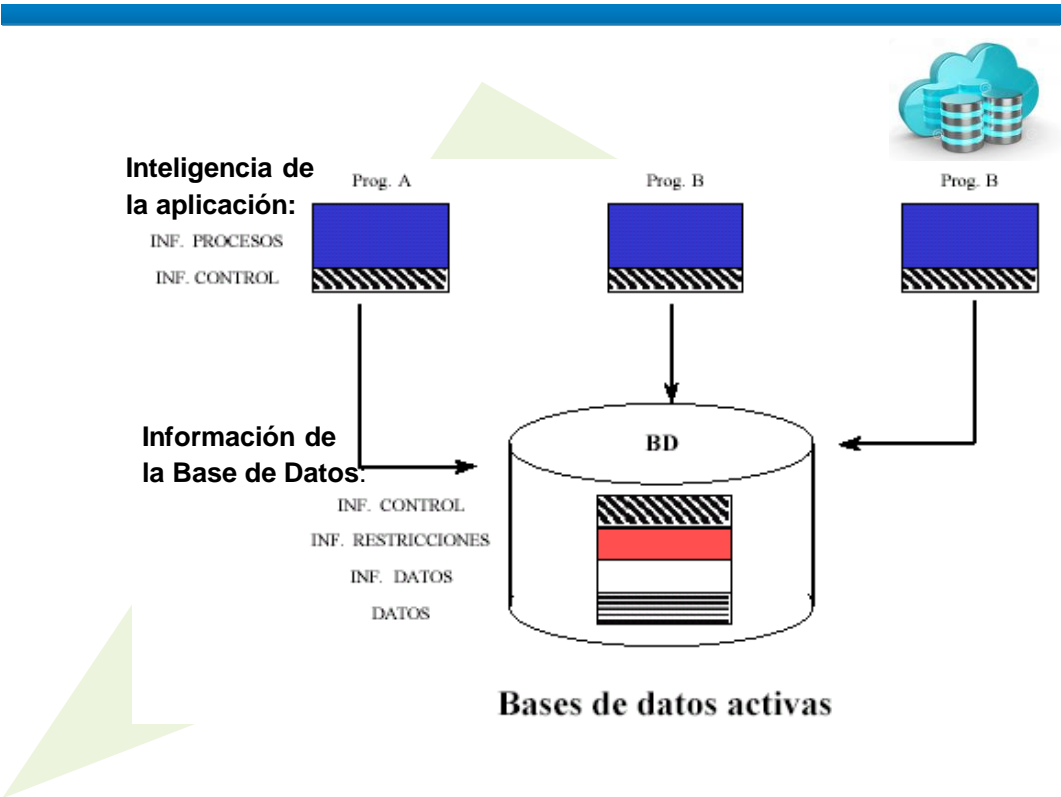 Inteligencia de
la aplicación:
Prog. A
Prog. B
Prog. B
INF. PROCESOS
INF. CONTROL
Información de
la Base de Datos:
BD
INF. CONTROL
INF. RESTRICCIONES
INF. DATOS
DATOS
Bases de datos activas